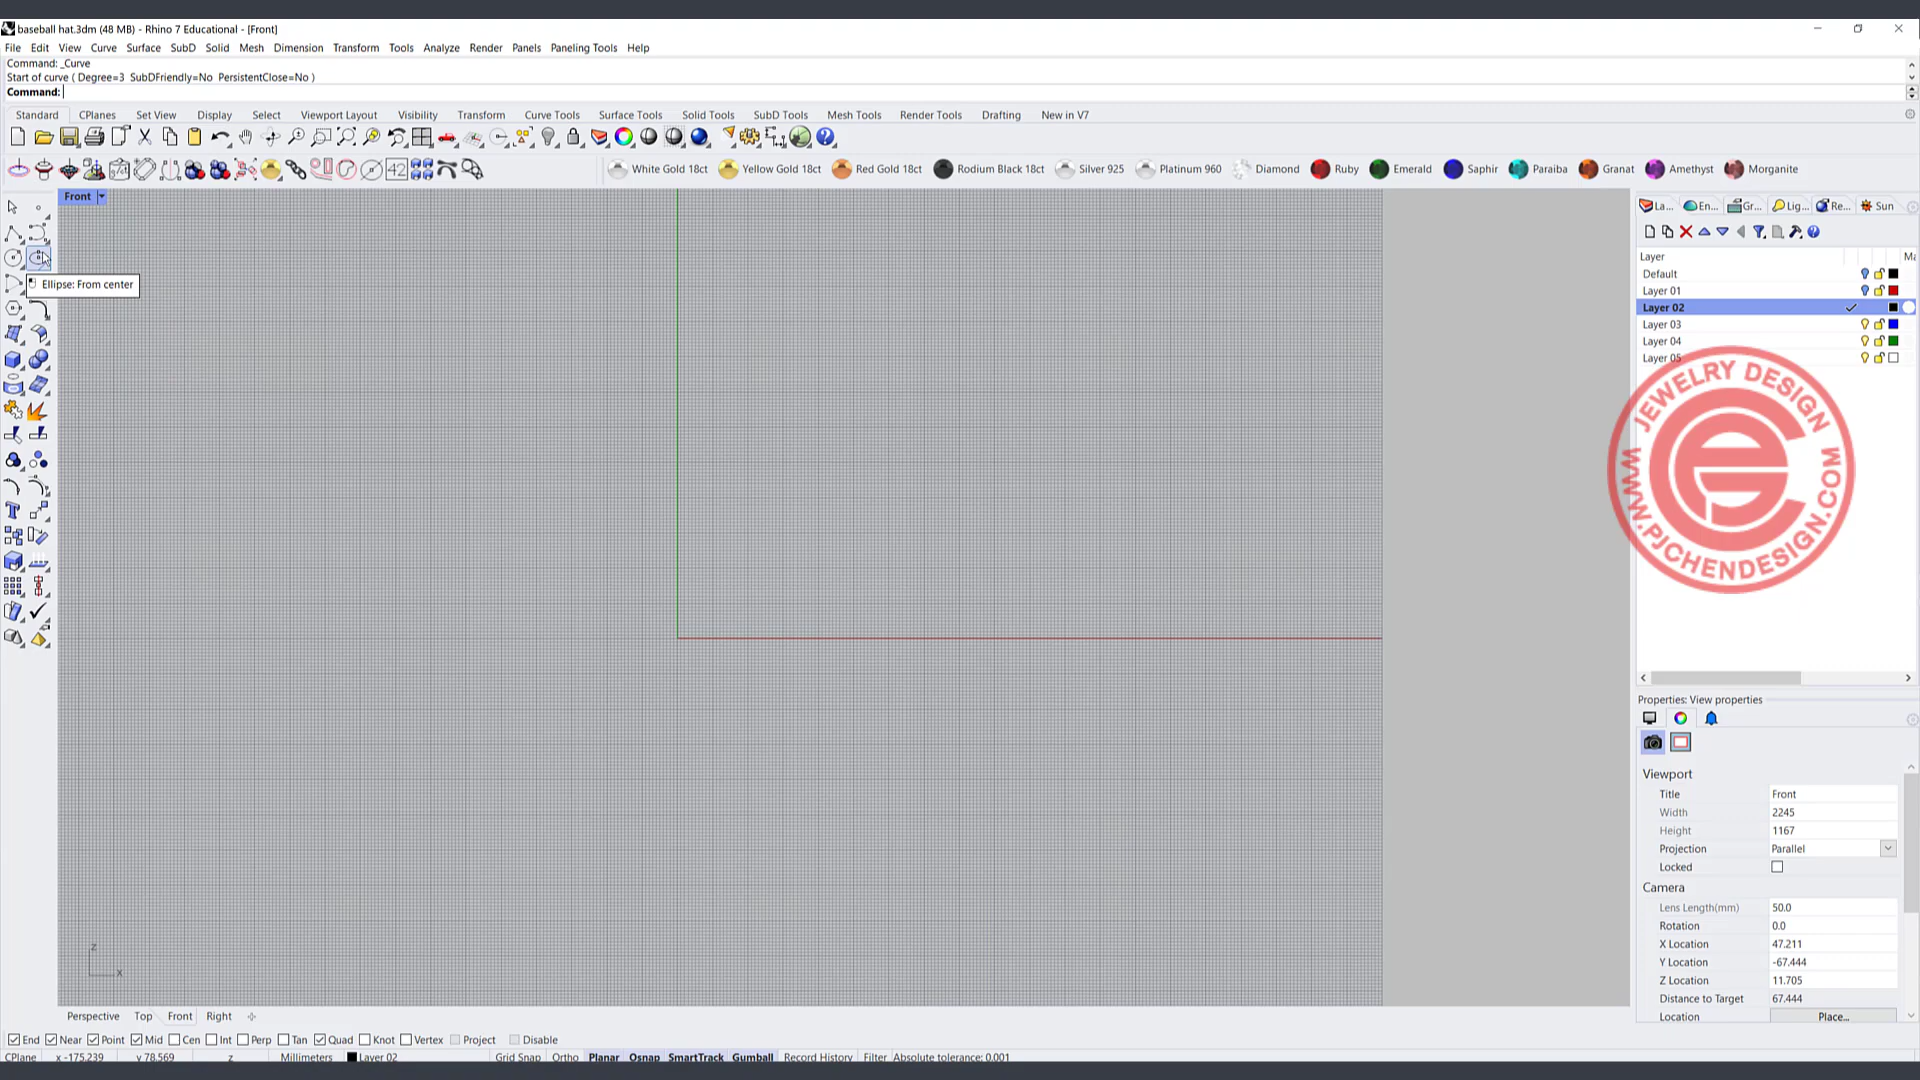 baseball hat.3dm (48 MB) - Rhino 7 Educational - [Front]
File Edit View Curve Surface SubD Solid Mesh Dimension Transform Tools Analyze Render Panels Paneling Tools Help
Command: _Curve
Start of curve ( Degree=3 SubDFriendly=No PersistentClose=No )
Command:
Standard CPlanes Set View Display Select Viewport Layout Visibility Transform Curve Tools Surface Tools Solid Tools SubD Tools Mesh Tools Render Tools Drafting New in V7
White Gold 18ct Yellow Gold 18ct Red Gold 18ct Rodium Black 18ct Silver 925 Platinum 960 Diamond Ruby Emerald Saphir Paraiba Granat Amethyst Morganite
Front
Ellipse: From center
La... En... Gr... Lig... Re... Sun
Layer Ma
Default
Layer 01
Layer 02
Layer 03
Layer 04
Layer 05
JEWELRY DESIGN
WWW.PJCHENDESIGN.COM
Properties: View properties
Viewport
Title Front
Width 2245
Height 1167
Projection Parallel
Locked
Camera
Lens Length(mm) 50.0
Rotation 0.0
X Location 47.211
Y Location -67.444
Z Location 11.705
Distance to Target 67.444
Location Place...
z
x
Perspective Top Front Right
End Near Point Mid Cen Int Perp Tan Quad Knot Vertex Project Disable
CPlane x -175.239 y 78.569 z Millimeters Layer 02 Grid Snap Ortho Planar Osnap SmartTrack Gumball Record History Filter Absolute tolerance: 0.001